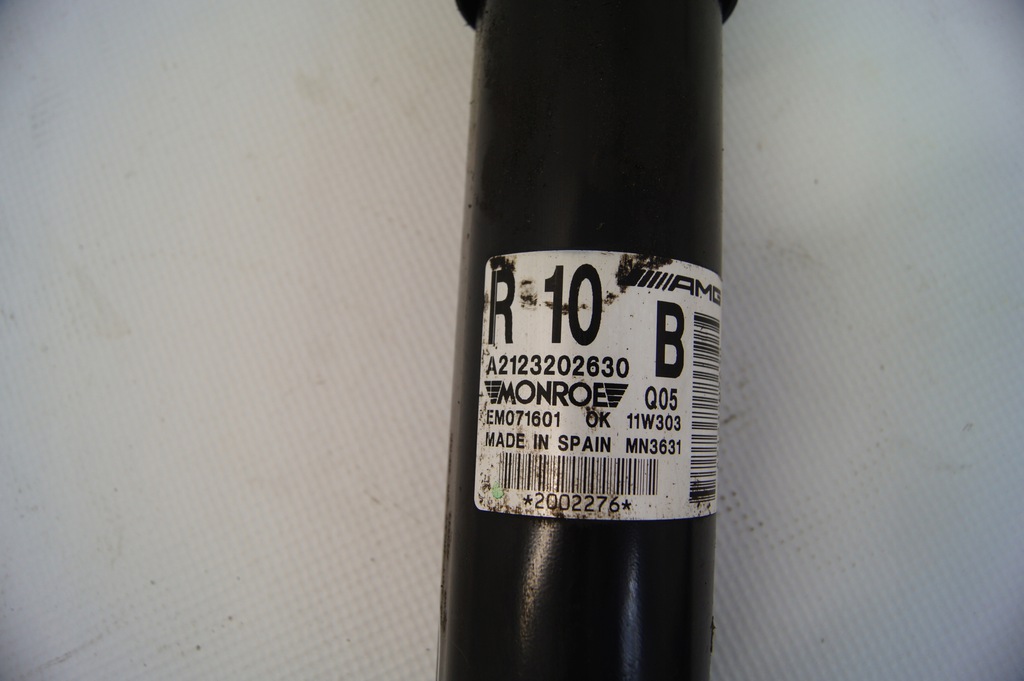 R 10
AMG
B
A2123202630
MONROE
Q05
EM071601 OK 11W303
MADE IN SPAIN MN3631
*2002276*